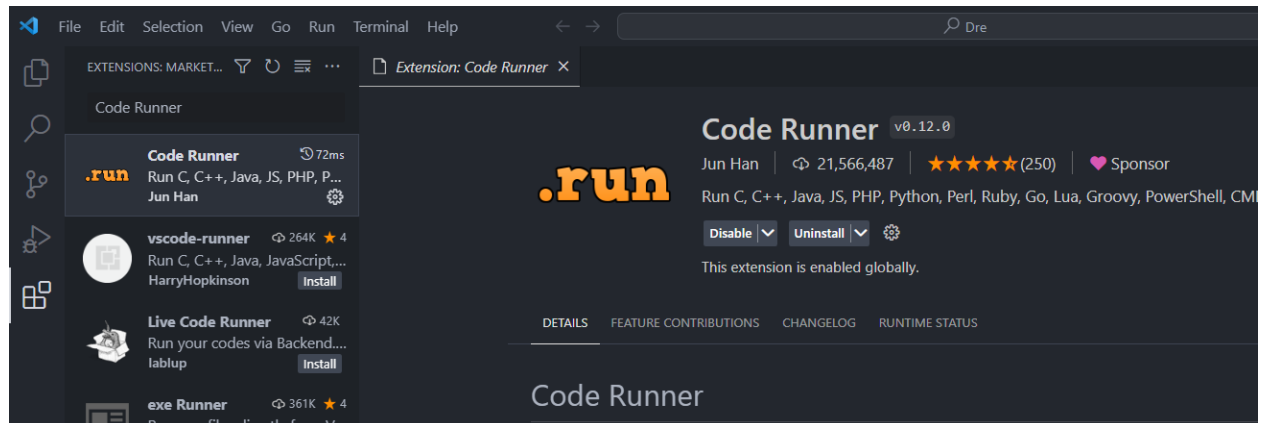 File Edit Selection View Go Run Terminal Help
Dre
EXTENSIONS: MARKET...
Extension: Code Runner
Code Runner
Code Runner 72ms
Run C, C++, Java, JS, PHP, P...
Jun Han
vscode-runner 264K ★ 4
Run C, C++, Java, JavaScript,...
HarryHopkinson Install
Live Code Runner 42K
Run your codes via Backend....
lablup Install
exe Runner 361K ★ 4
.run
.run
Code Runner v0.12.0
Jun Han 21,566,487 ★★★★★(250) Sponsor
Run C, C++, Java, JS, PHP, Python, Perl, Ruby, Go, Lua, Groovy, PowerShell, CM
Disable Uninstall
This extension is enabled globally.
DETAILS FEATURE CONTRIBUTIONS CHANGELOG RUNTIME STATUS
Code Runner